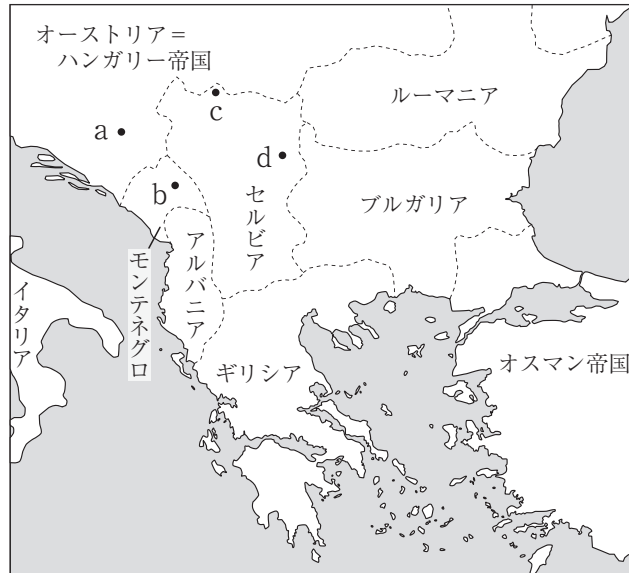 オーストリア＝
ハンガリー帝国
ルーマニア
a
c
d
b
セルビア
ブルガリア
アルバニア
モンテネグロ
イタリア
ギリシア
オスマン帝国